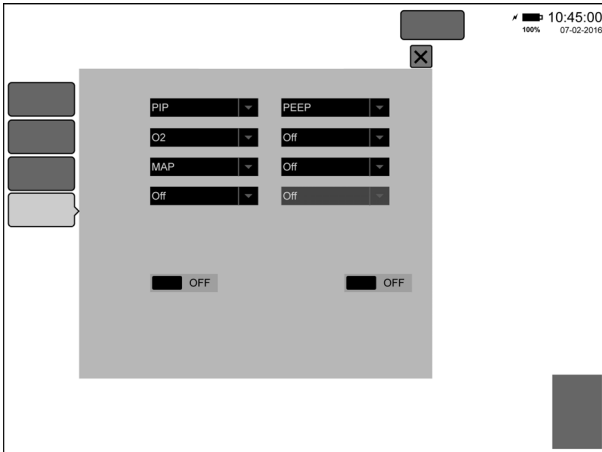 10:45:00
100% 07-02-2016
PIP PEEP
O2 Off
MAP Off
Off Off
OFF OFF